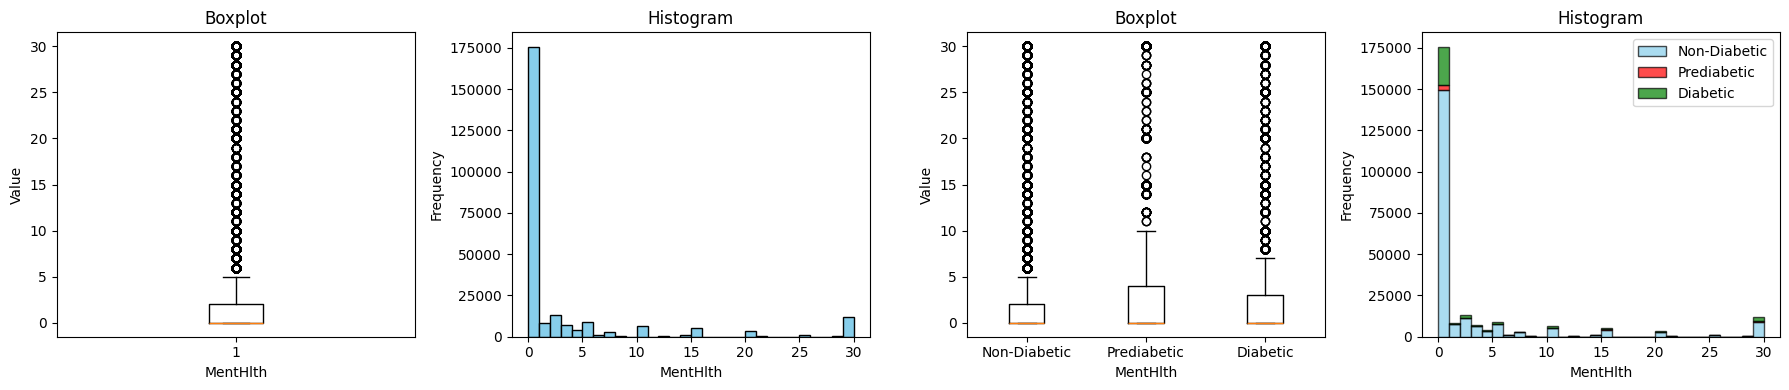 Boxplot
Value
30
25
20
15
10
5
0
1
MentHlth
Histogram
Frequency
175000
150000
125000
100000
75000
50000
25000
0
0 5 10 15 20 25 30
MentHlth
Boxplot
Value
30
25
20
15
10
5
0
Non-Diabetic Prediabetic Diabetic
MentHlth
Histogram
Frequency
175000
150000
125000
100000
75000
50000
25000
0
Non-Diabetic
Prediabetic
Diabetic
0 5 10 15 20 25 30
MentHlth